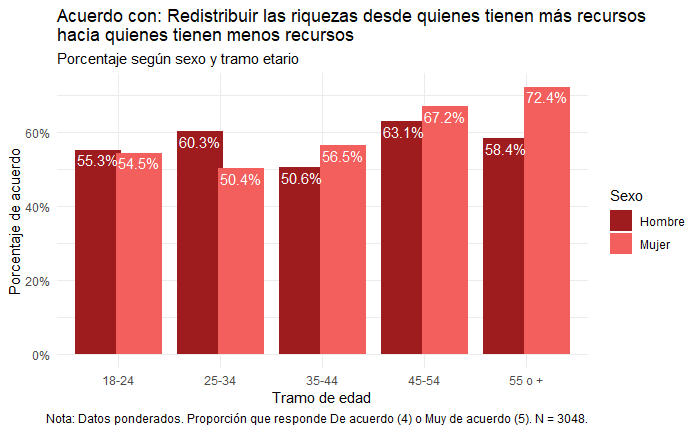 Acuerdo con: Redistribuir las riquezas desde quienes tienen más recursos
hacia quienes tienen menos recursos
Porcentaje según sexo y tramo etario
Porcentaje de acuerdo
60%
40%
20%
0%
55.3%
54.5%
60.3%
50.4%
50.6%
56.5%
63.1%
67.2%
58.4%
72.4%
18-24
25-34
35-44
45-54
55 o +
Tramo de edad
Sexo
Hombre
Mujer
Nota: Datos ponderados. Proporción que responde De acuerdo (4) o Muy de acuerdo (5). N = 3048.